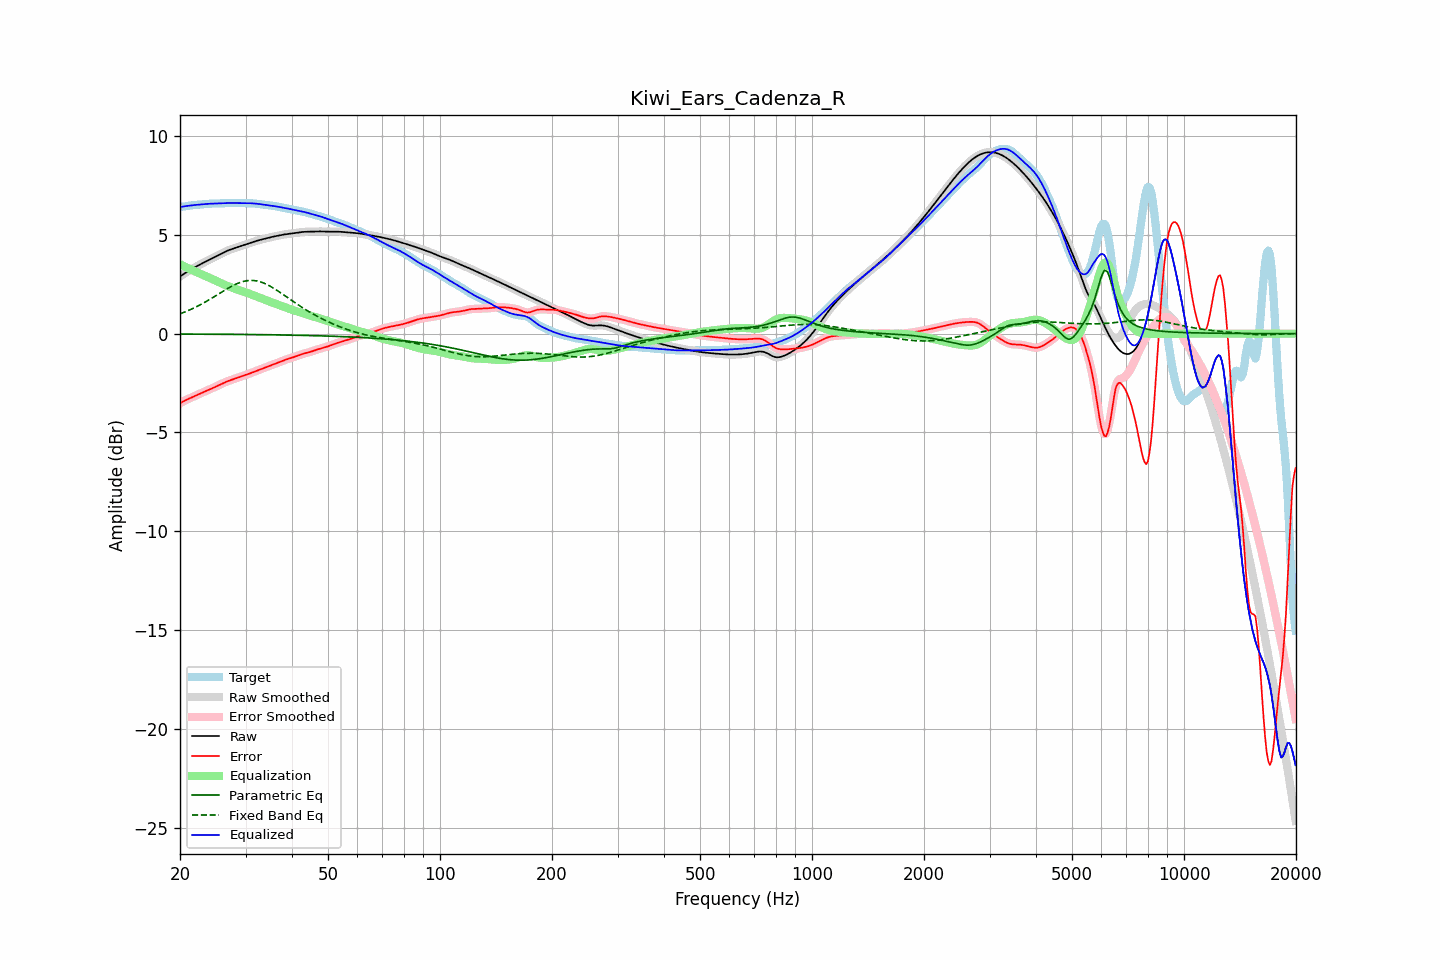 Kiwi_Ears_Cadenza_R
10
5
0
−5
−10
−15
−20
−25
Amplitude (dBr)
Target
Raw Smoothed
Error Smoothed
Raw
Error
Equalization
Parametric Eq
Fixed Band Eq
Equalized
20 50 100 200 500 1000 2000 5000 10000 20000
Frequency (Hz)